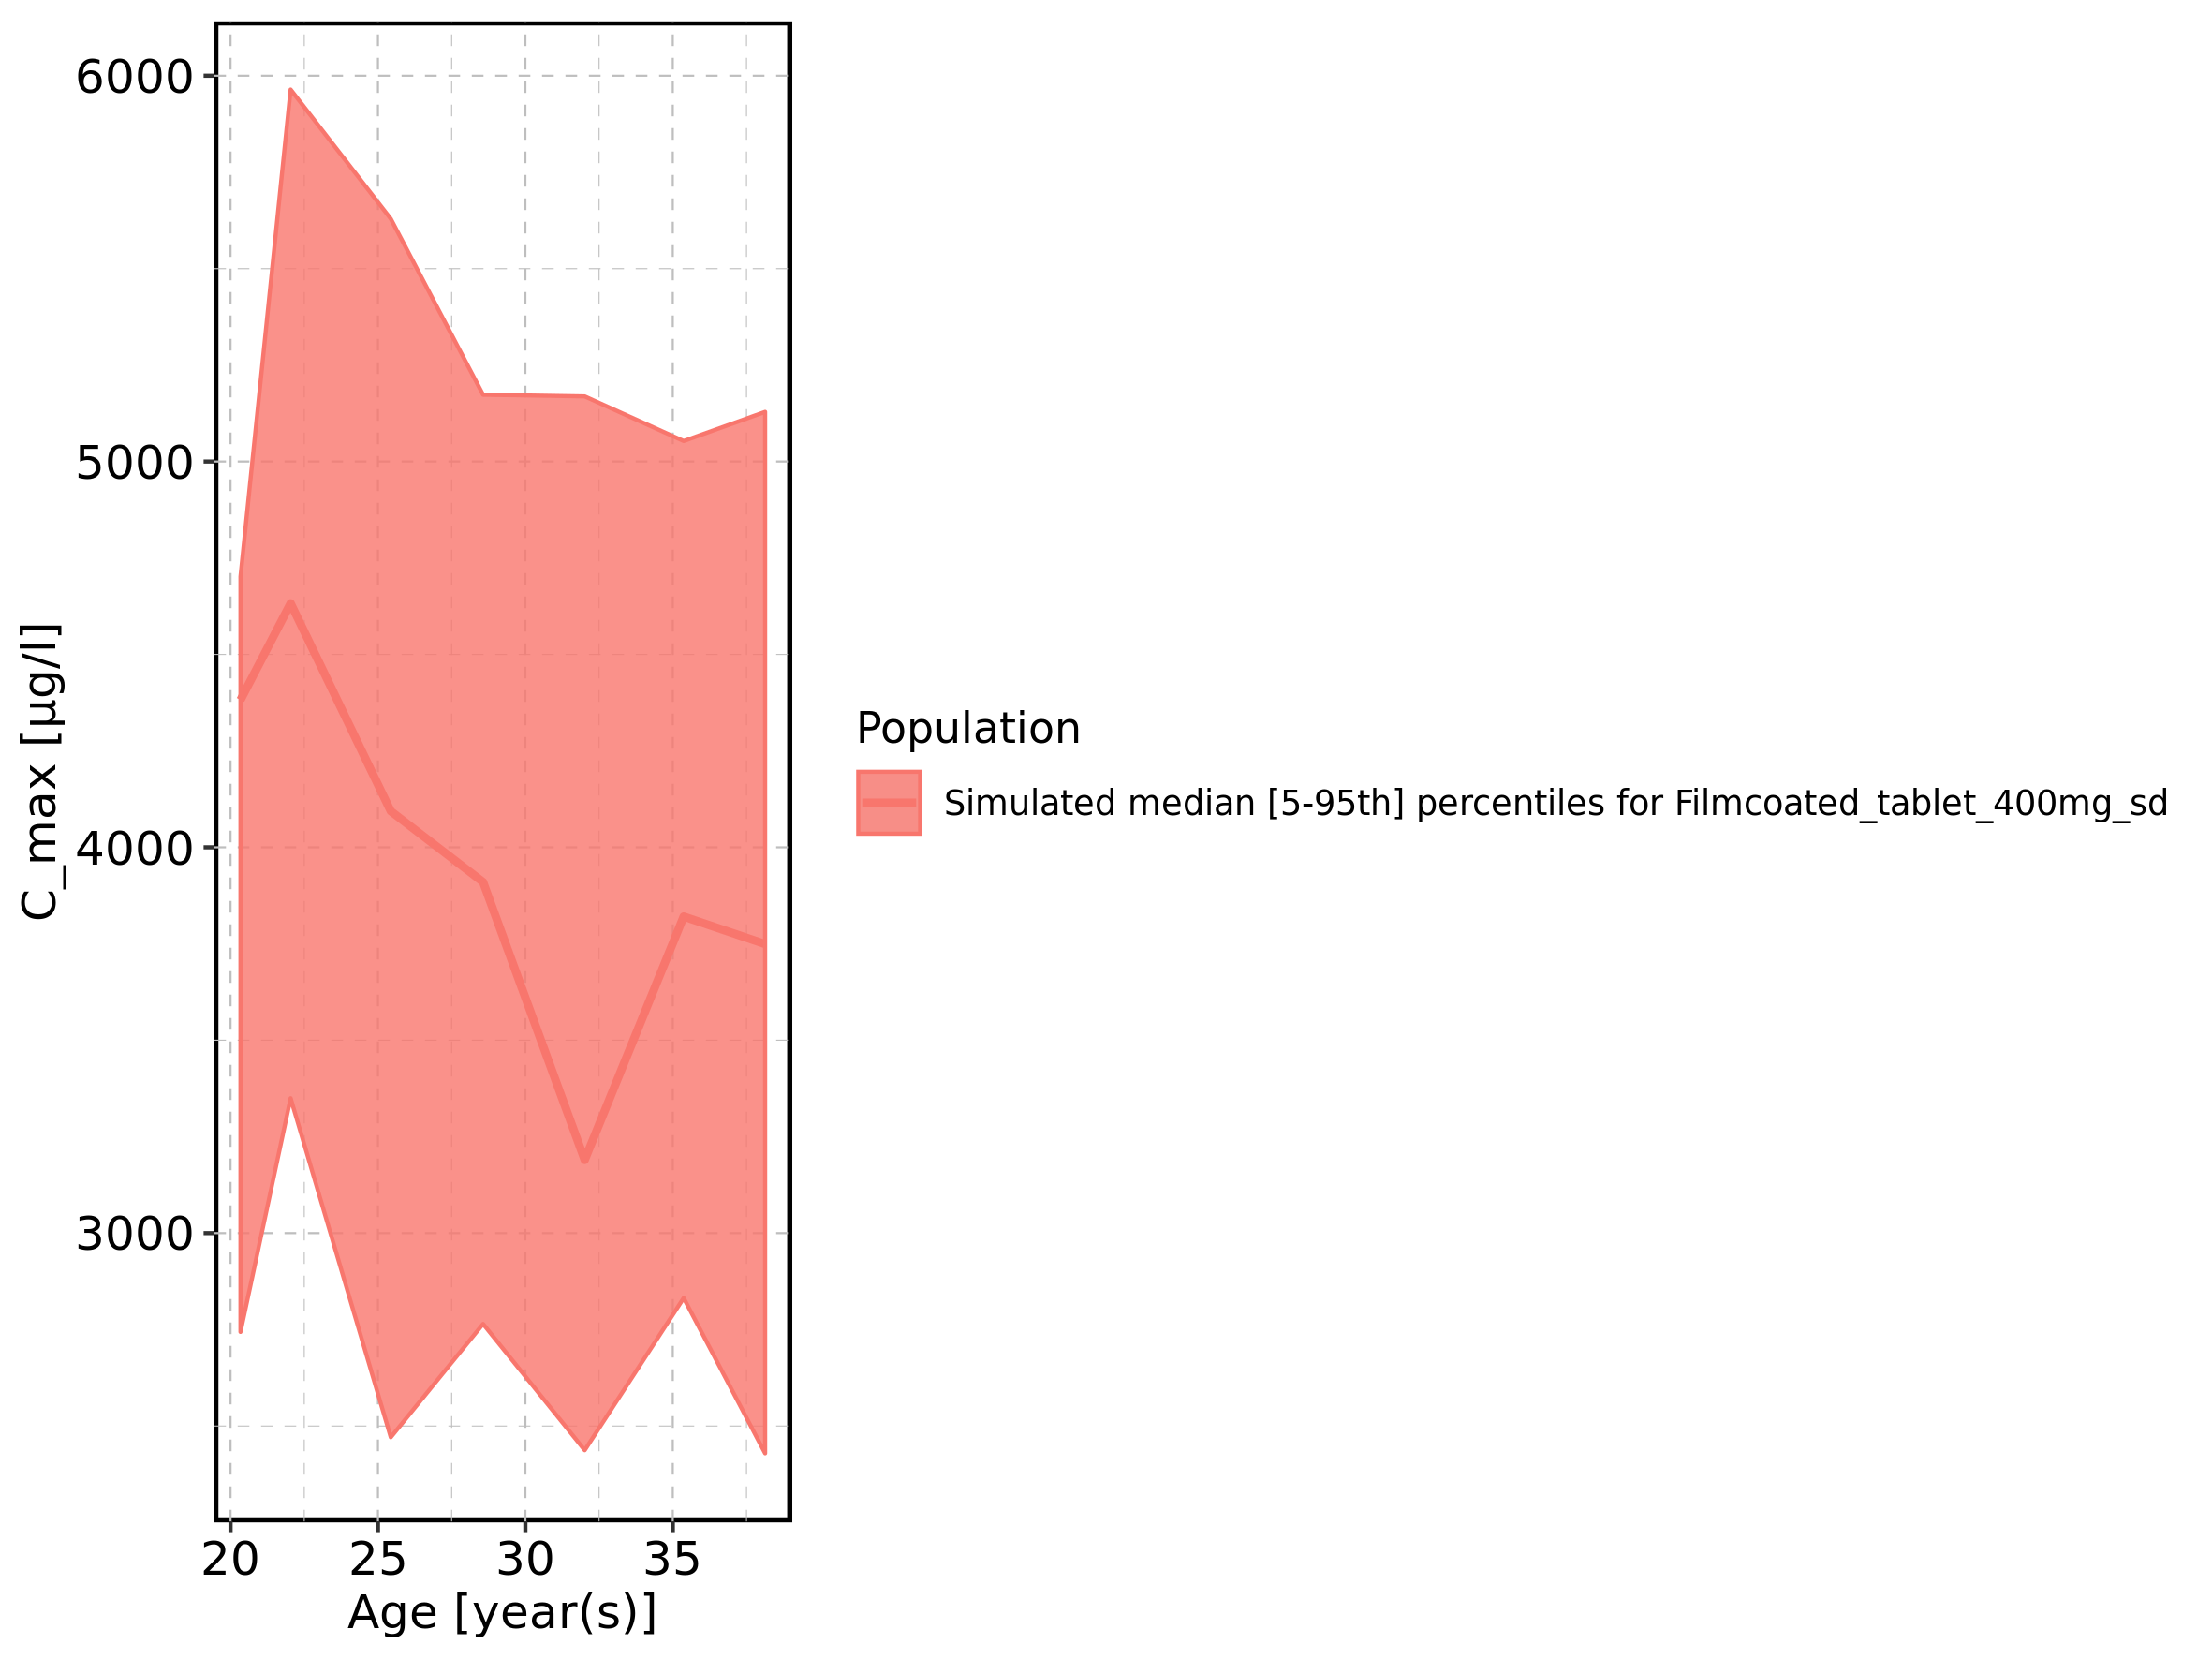 6000
5000
4000
3000
C_max [µg/l]
20 25 30 35
Age [year(s)]
Population
Simulated median [5-95th] percentiles for Filmcoated_tablet_400mg_sd